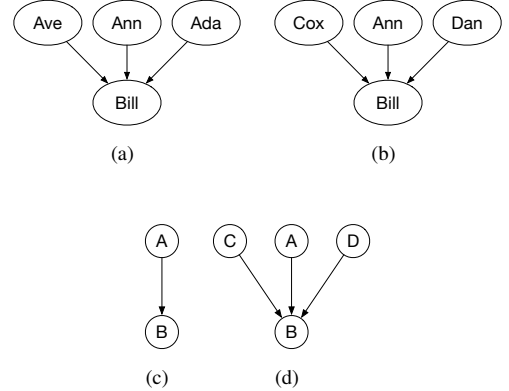 Ave Ann Ada Cox Ann Dan
Bill Bill
(a) (b)
A C A D
B B
(c) (d)